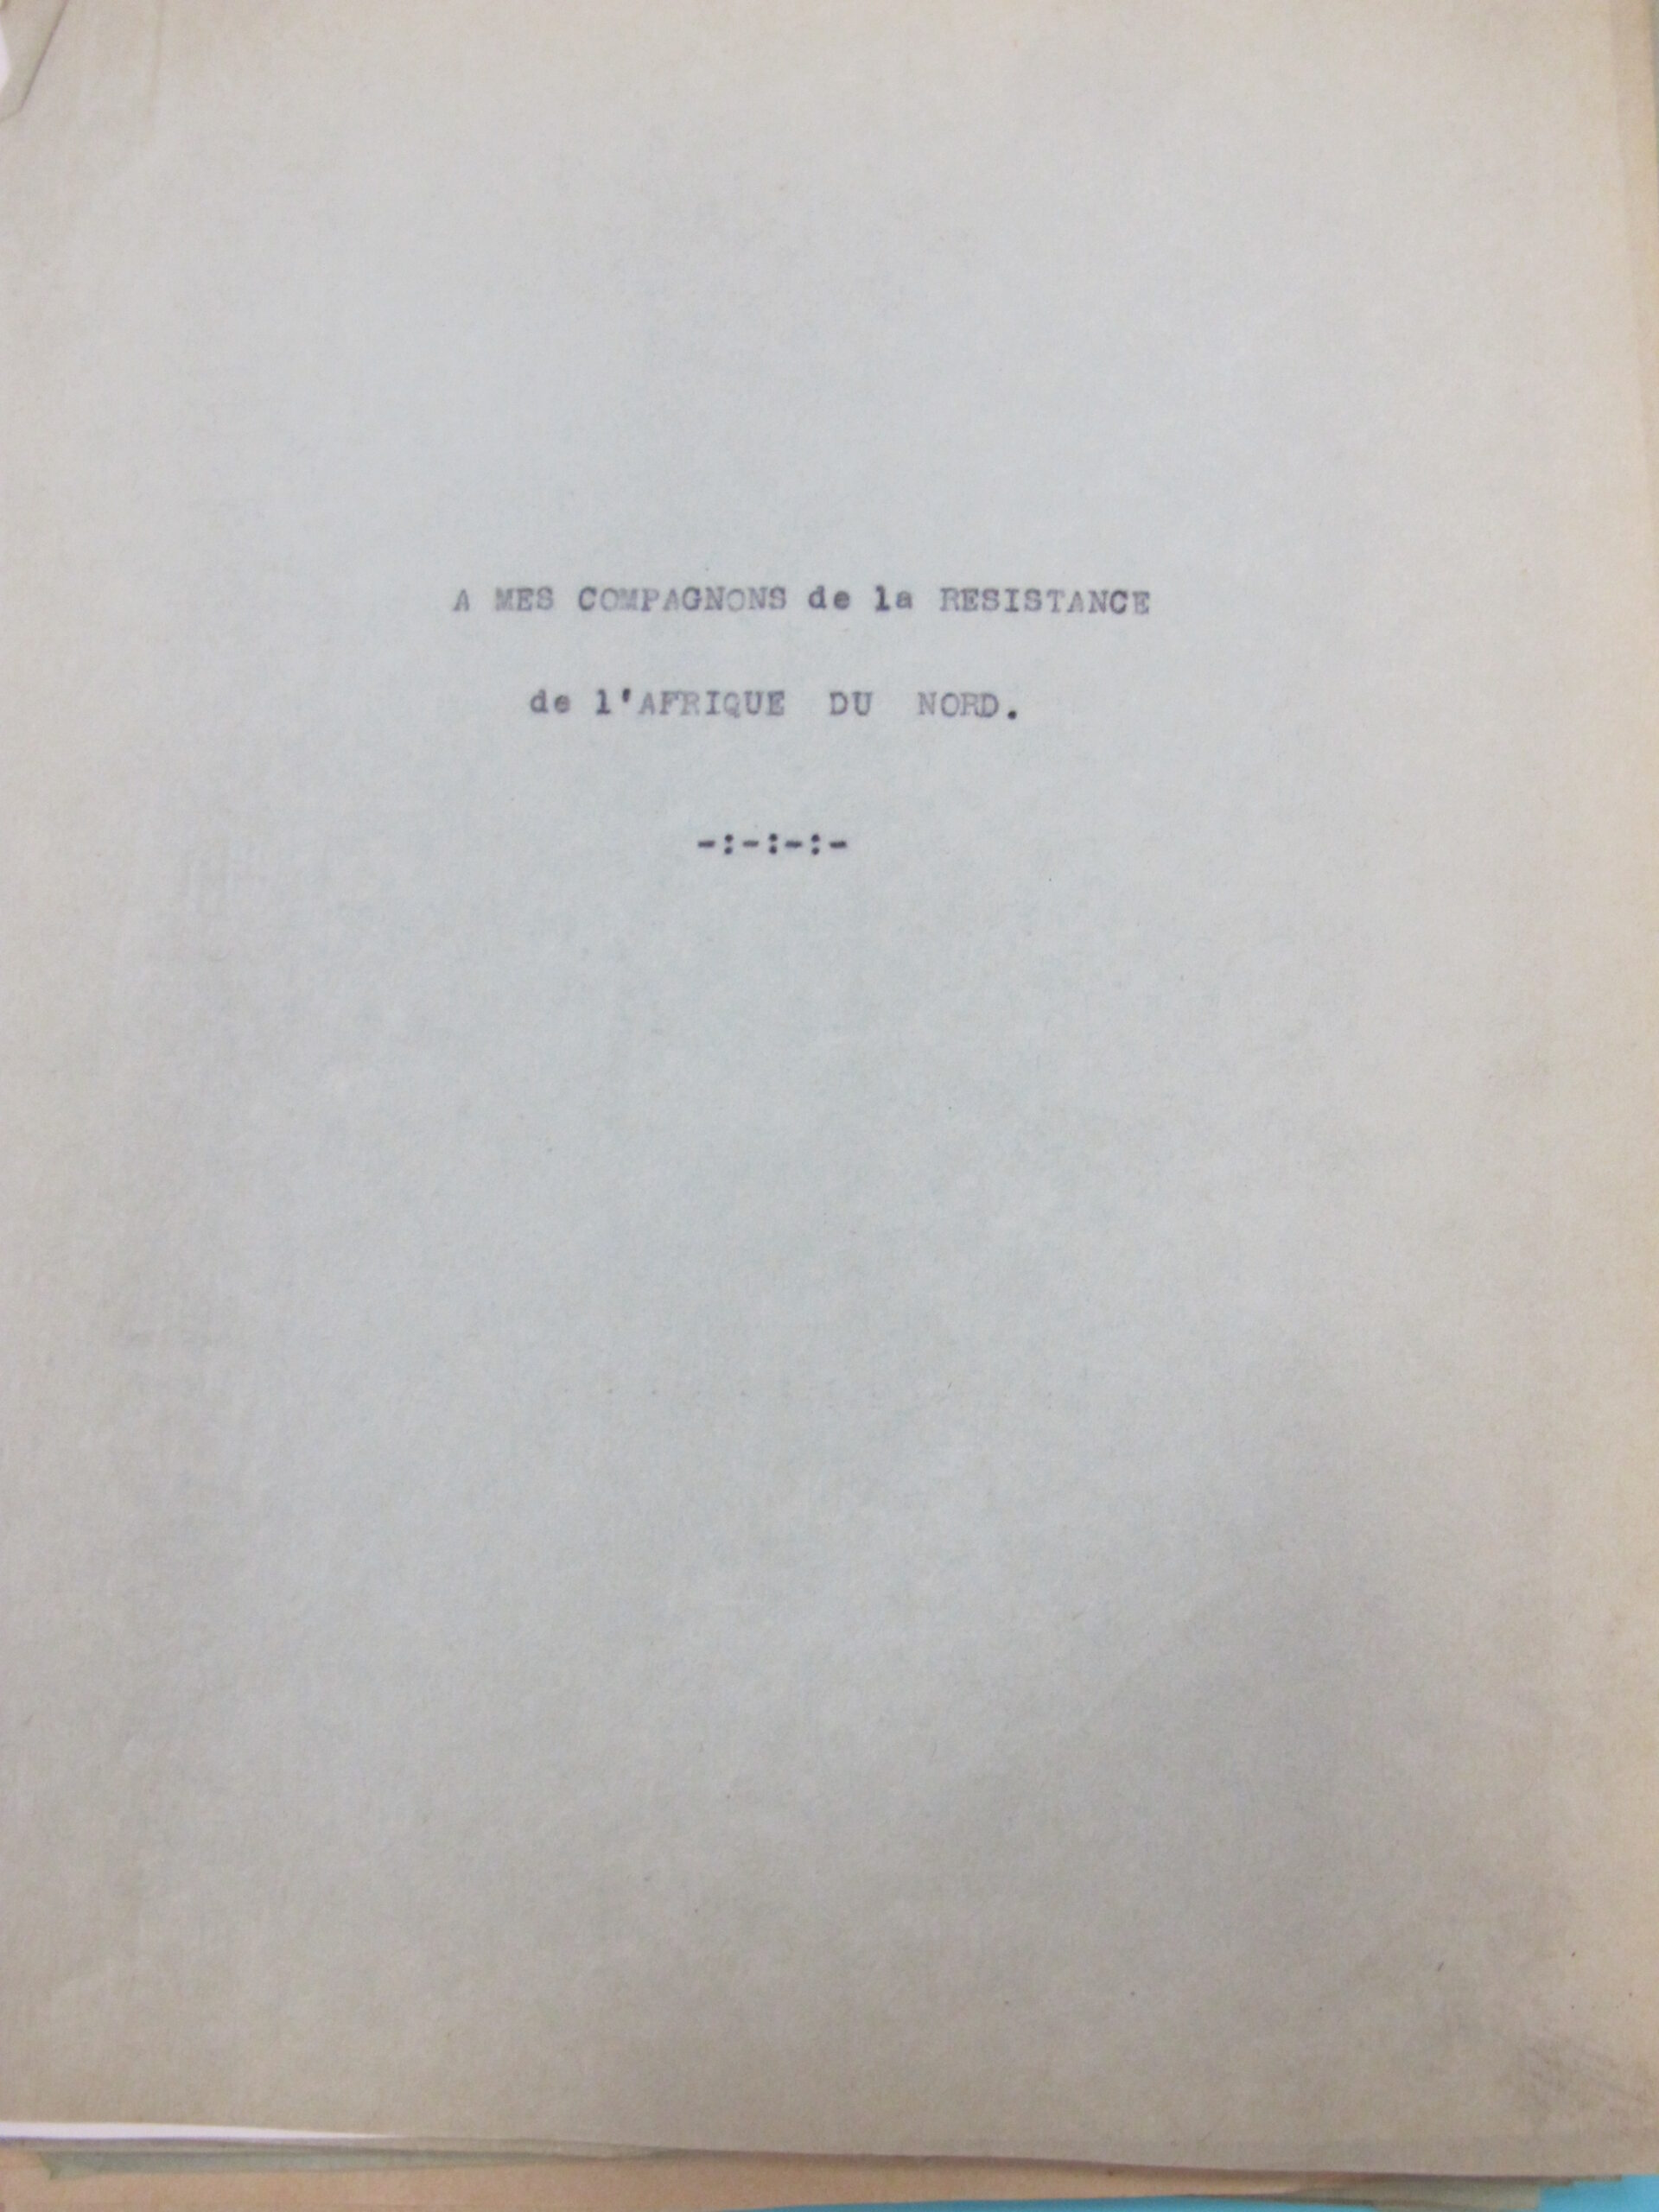 A MES COMPAGNONS de la RESISTANCE
de l'AFRIQUE DU NORD.
-:-:-:-